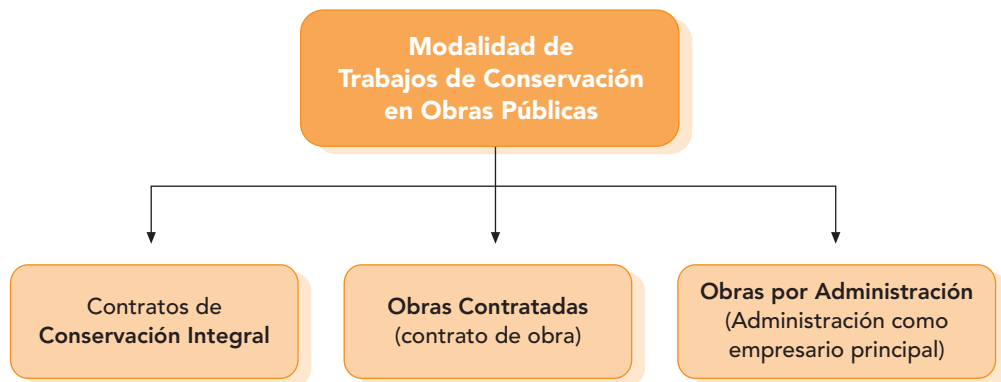 Modalidad de
Trabajos de Conservación
en Obras Públicas
Contratos de
Conservación Integral
Obras Contratadas
(contrato de obra)
Obras por Administración
(Administración como
empresario principal)